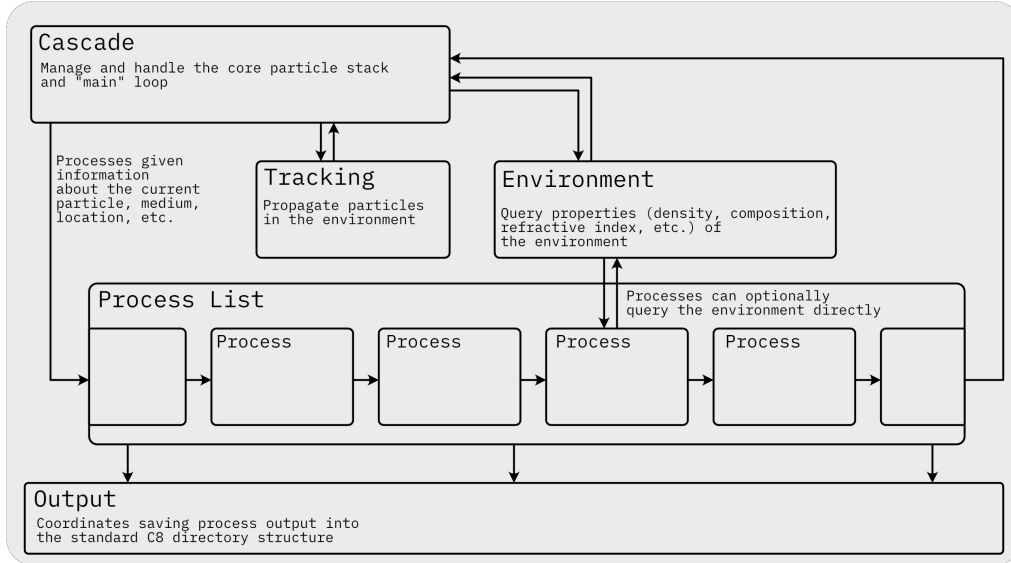 Cascade
Manage and handle the core particle stack
and "main" loop
Processes given
information
about the current
particle, medium,
location, etc.
Tracking
Propagate particles
in the environment
Environment
Query properties (density, composition,
refractive index, etc.) of
the environment
Process List
Processes can optionally
query the environment directly
Process
Process
Process
Process
Output
Coordinates saving process output into
the standard C8 directory structure